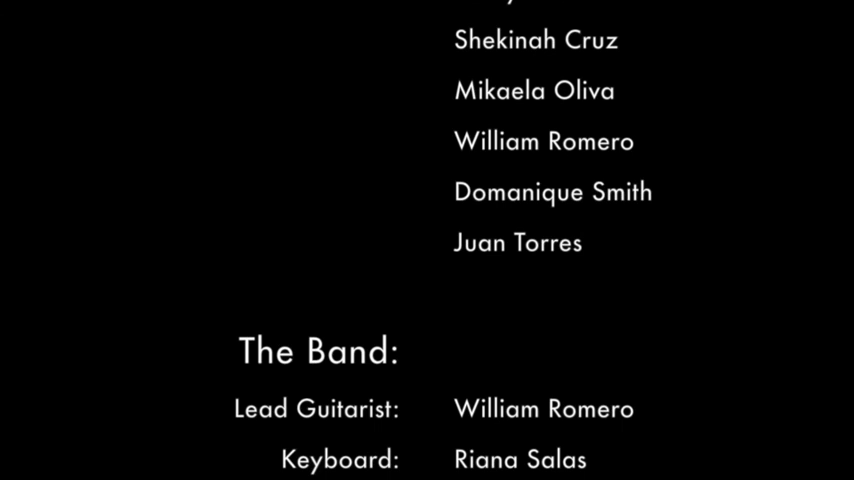 Shekinah Cruz
Mikaela Oliva
William Romero
Domanique Smith
Juan Torres
The Band:
Lead Guitarist: William Romero
Keyboard: Riana Salas